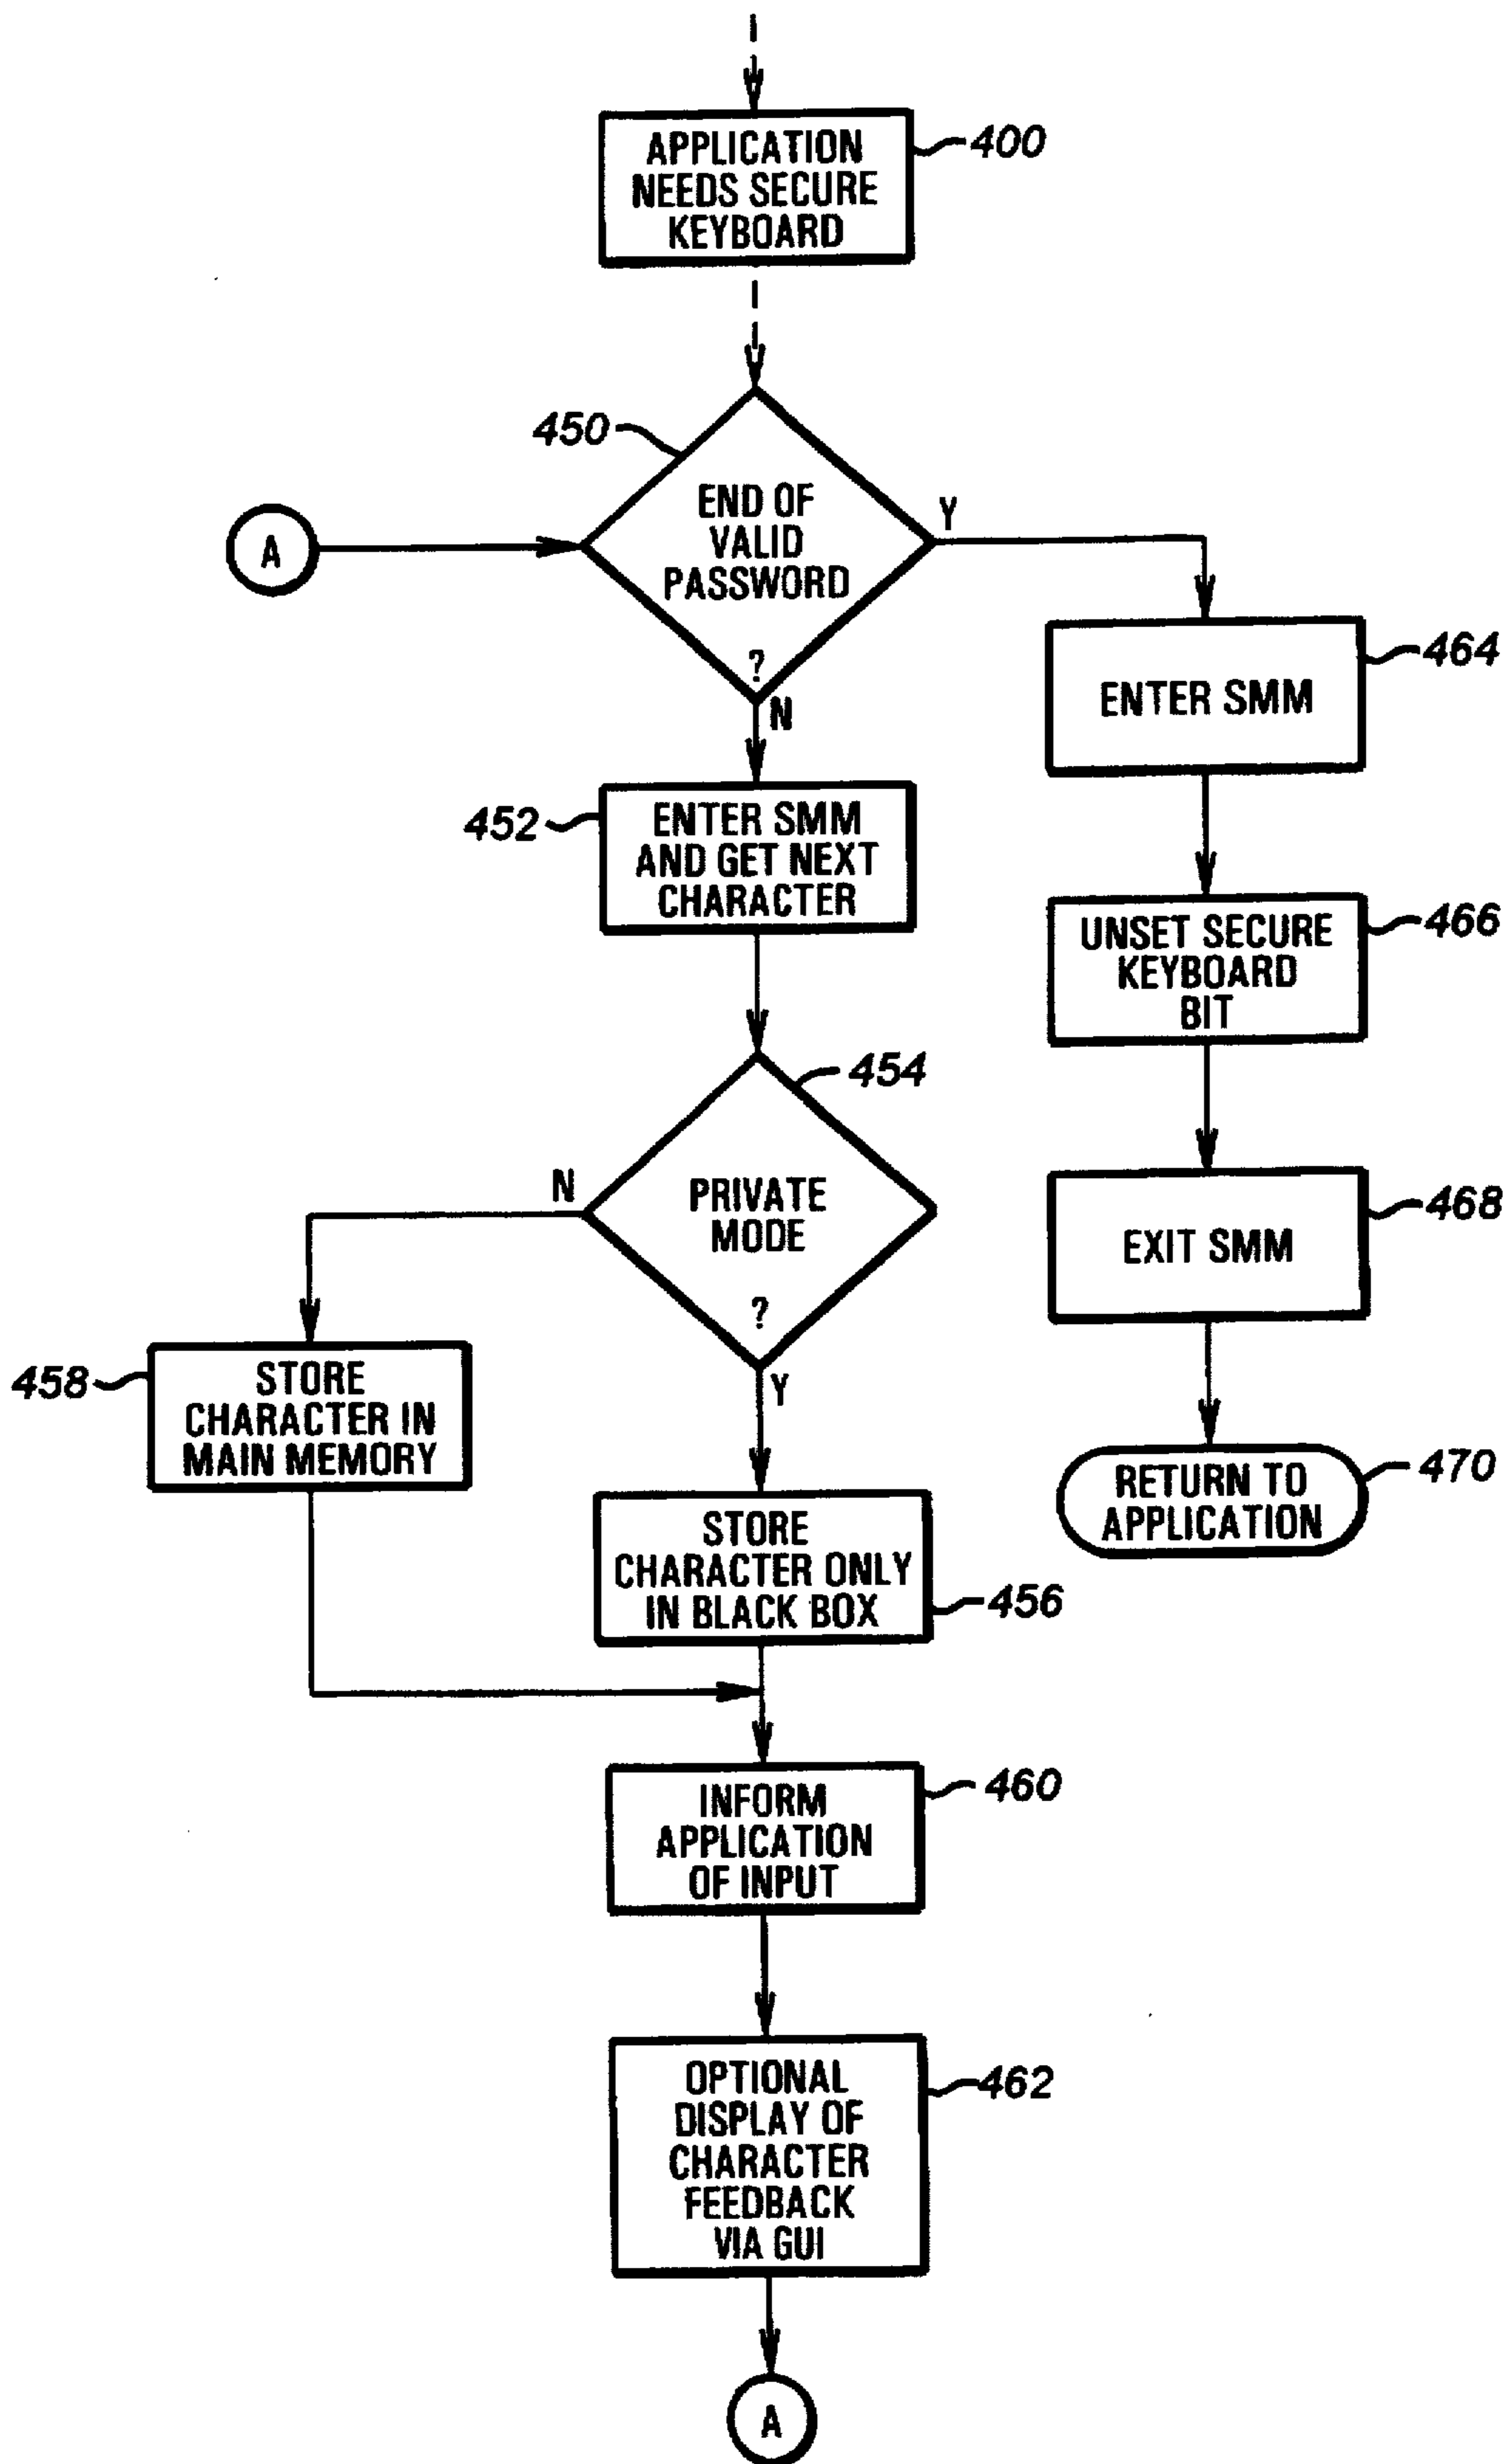 APPLICATION
NEEDS SECURE
KEYBOARD
400
450
END OF
VALID
PASSWORD
?
Y
N
A
464
ENTER SMM
452
ENTER SMM
AND GET NEXT
CHARACTER
466
UNSET SECURE
KEYBOARD
BIT
454
PRIVATE
MODE
?
N
Y
468
EXIT SMM
458
STORE
CHARACTER IN
MAIN MEMORY
470
RETURN TO
APPLICATION
STORE
CHARACTER ONLY
IN BLACK BOX
456
460
INFORM
APPLICATION
OF INPUT
462
OPTIONAL
DISPLAY OF
CHARACTER
FEEDBACK
VIA GUI
A